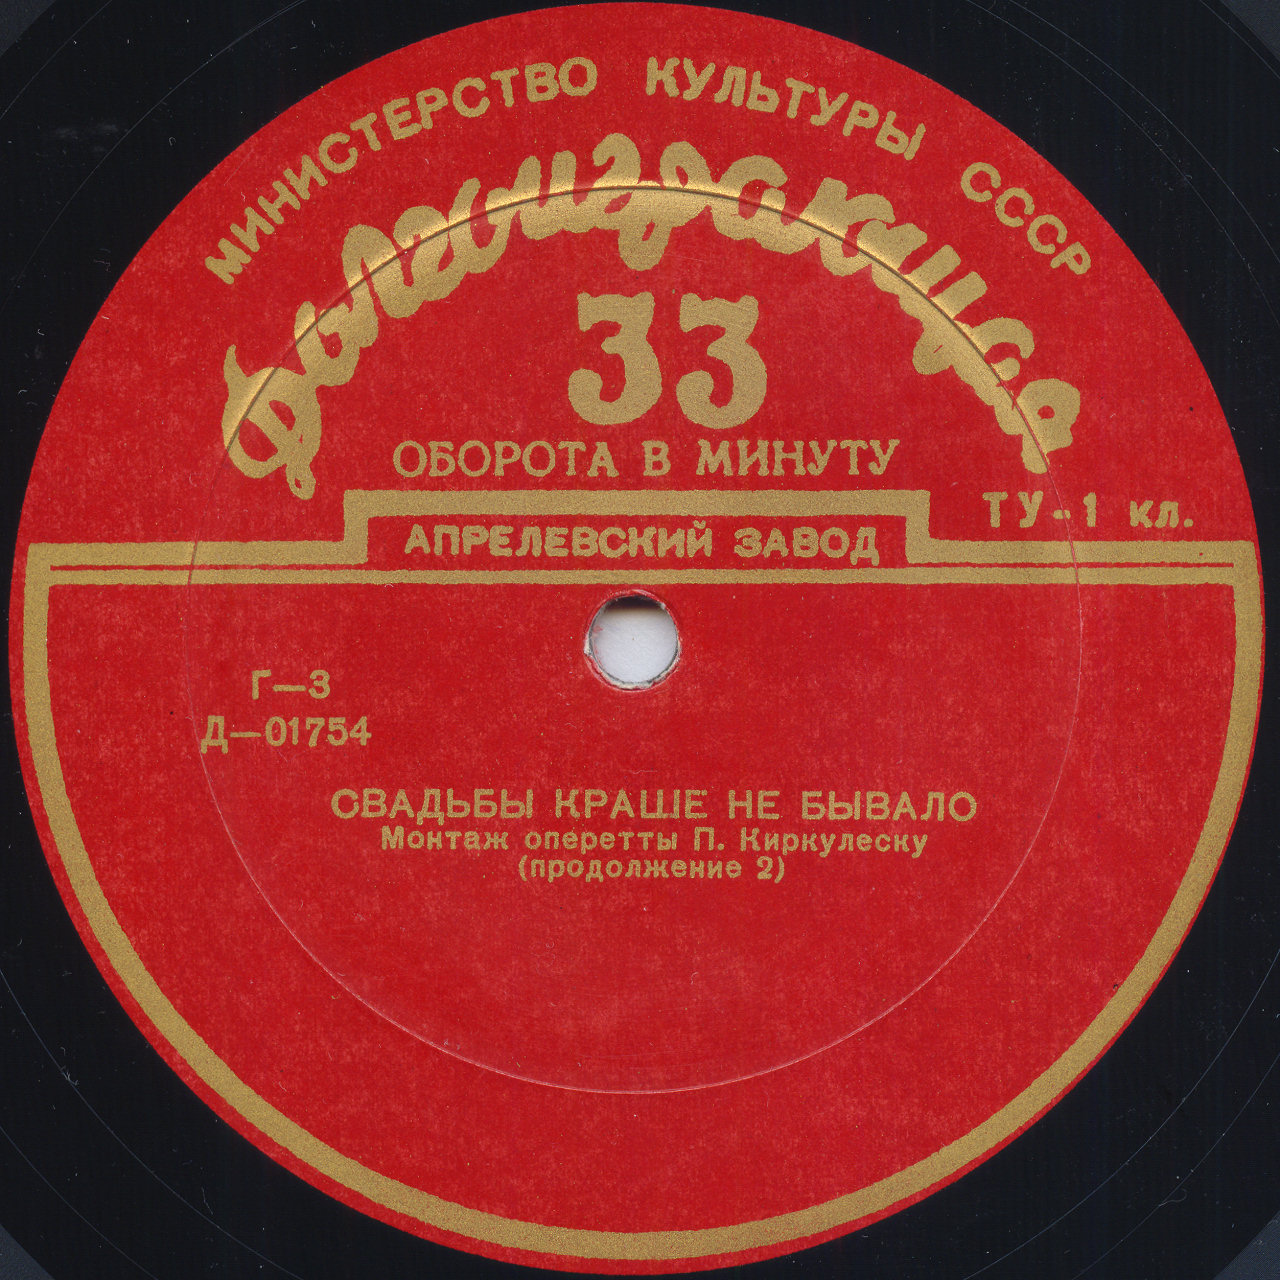 МИНИСТЕРСТВО КУЛЬТУРЫ СССР
Долгоиграющая
33
ОБОРОТА В МИНУТУ
ТУ-1 кл.
АПРЕЛЕВСКИЙ ЗАВОД
Г—3
Д—01754
СВАДЬБЫ КРАШЕ НЕ БЫВАЛО
Монтаж оперетты П. Киркулеску
(продолжение 2)